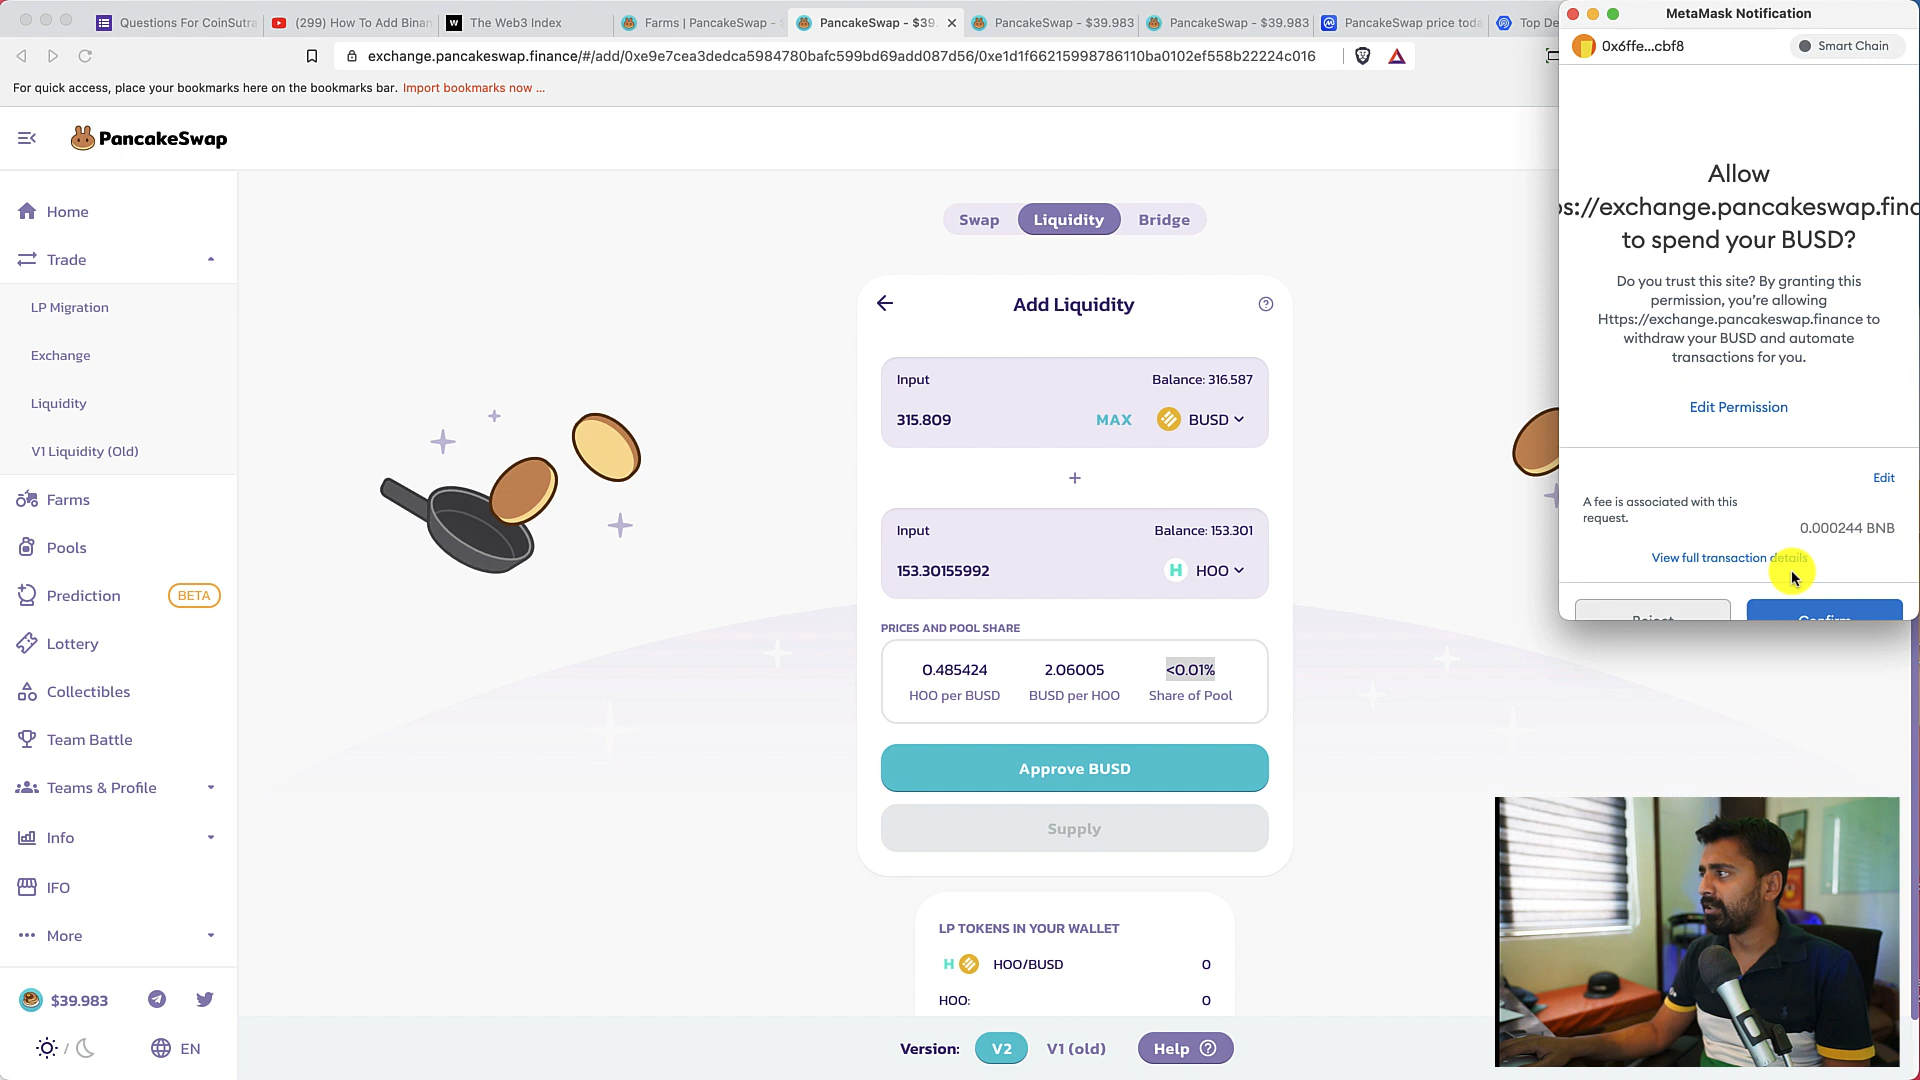 Questions For CoinSutra
(299) How To Add Binan
The Web3 Index
Farms | PancakeSwap -
PancakeSwap - $39.
PancakeSwap - $39.983
PancakeSwap - $39.983
PancakeSwap price toda
Top De
exchange.pancakeswap.finance/#/add/0xe9e7cea3dedca5984780bafc599bd69add087d56/0xe1d1f66215998786110ba0102ef558b22224c016
For quick access, place your bookmarks here on the bookmarks bar. Import bookmarks now ...
PancakeSwap
Home
Trade
LP Migration
Exchange
Liquidity
V1 Liquidity (Old)
Farms
Pools
Prediction
BETA
Lottery
Collectibles
Team Battle
Teams & Profile
Info
IFO
More
$39.983
EN
Swap
Liquidity
Bridge
Add Liquidity
Input
Balance: 316.587
315.809
MAX
BUSD
+
Input
Balance: 153.301
153.30155992
H
HOO
PRICES AND POOL SHARE
0.485424
2.06005
<0.01%
HOO per BUSD
BUSD per HOO
Share of Pool
Approve BUSD
Supply
LP TOKENS IN YOUR WALLET
H
HOO/BUSD
0
HOO:
0
Version:
V2
V1 (old)
Help
MetaMask Notification
0x6ffe...cbf8
Smart Chain
Allow
ps://exchange.pancakeswap.finc
to spend your BUSD?
Do you trust this site? By granting this
permission, you're allowing
Https://exchange.pancakeswap.finance to
withdraw your BUSD and automate
transactions for you.
Edit Permission
Edit
A fee is associated with this
request.
0.000244 BNB
View full transaction details
Reject
Confirm